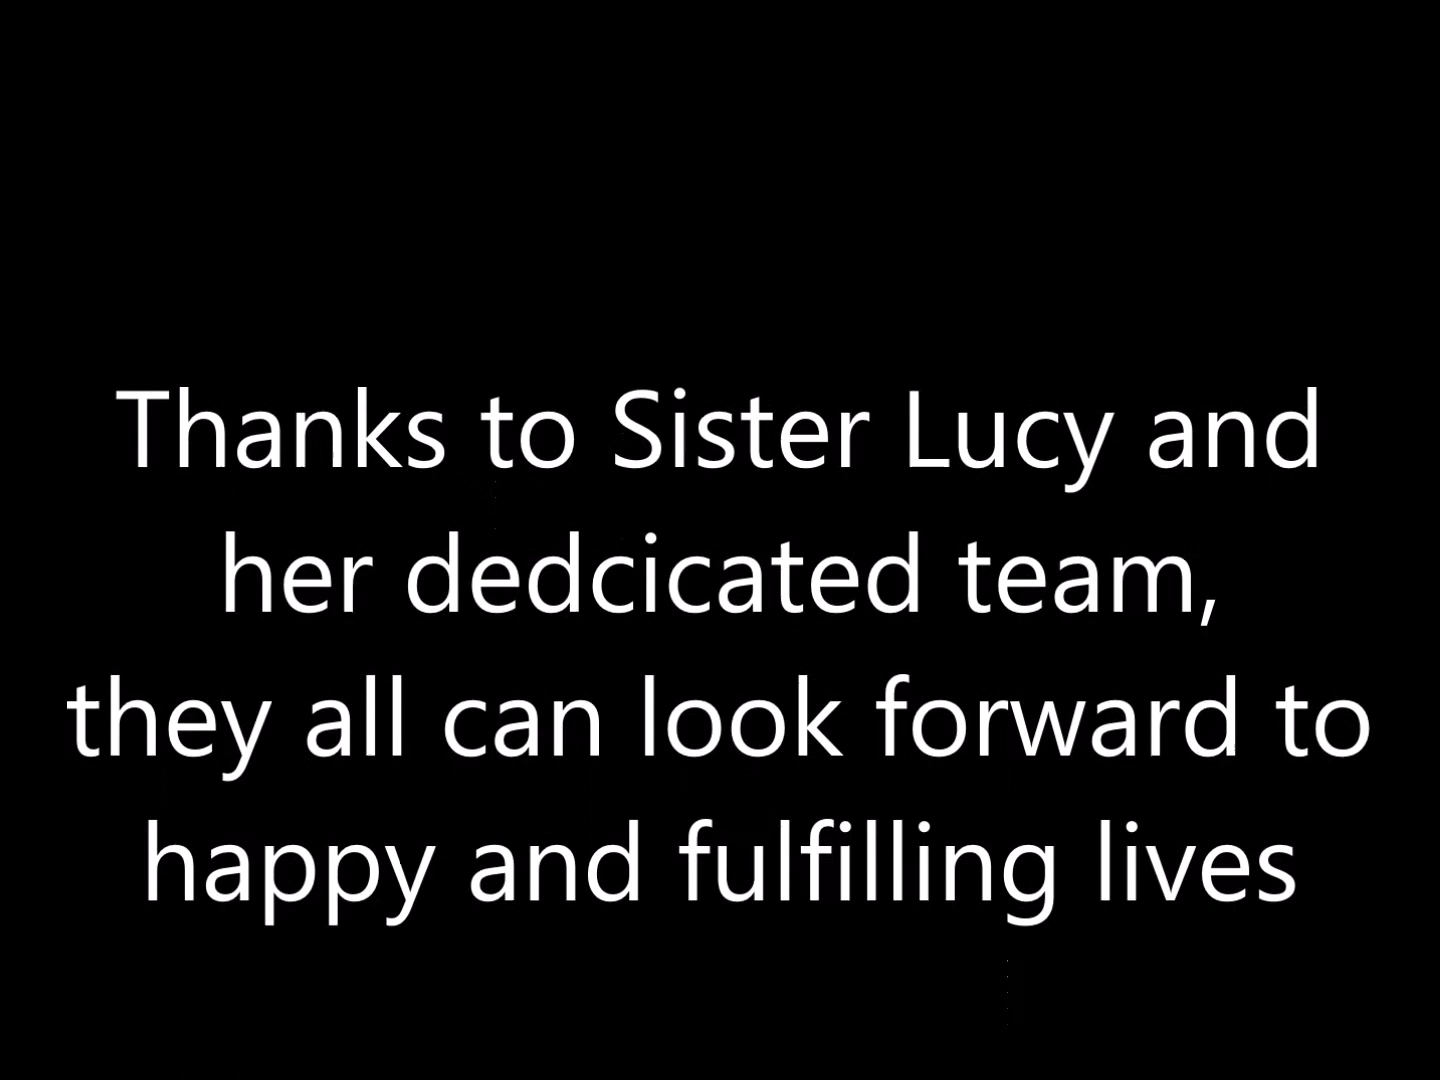 Thanks to Sister Lucy and
her dedcicated team,
they all can look forward to
happy and fulfilling lives